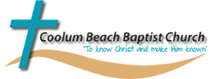 Coolum Beach Baptist Church
"To know Christ and make Him known"